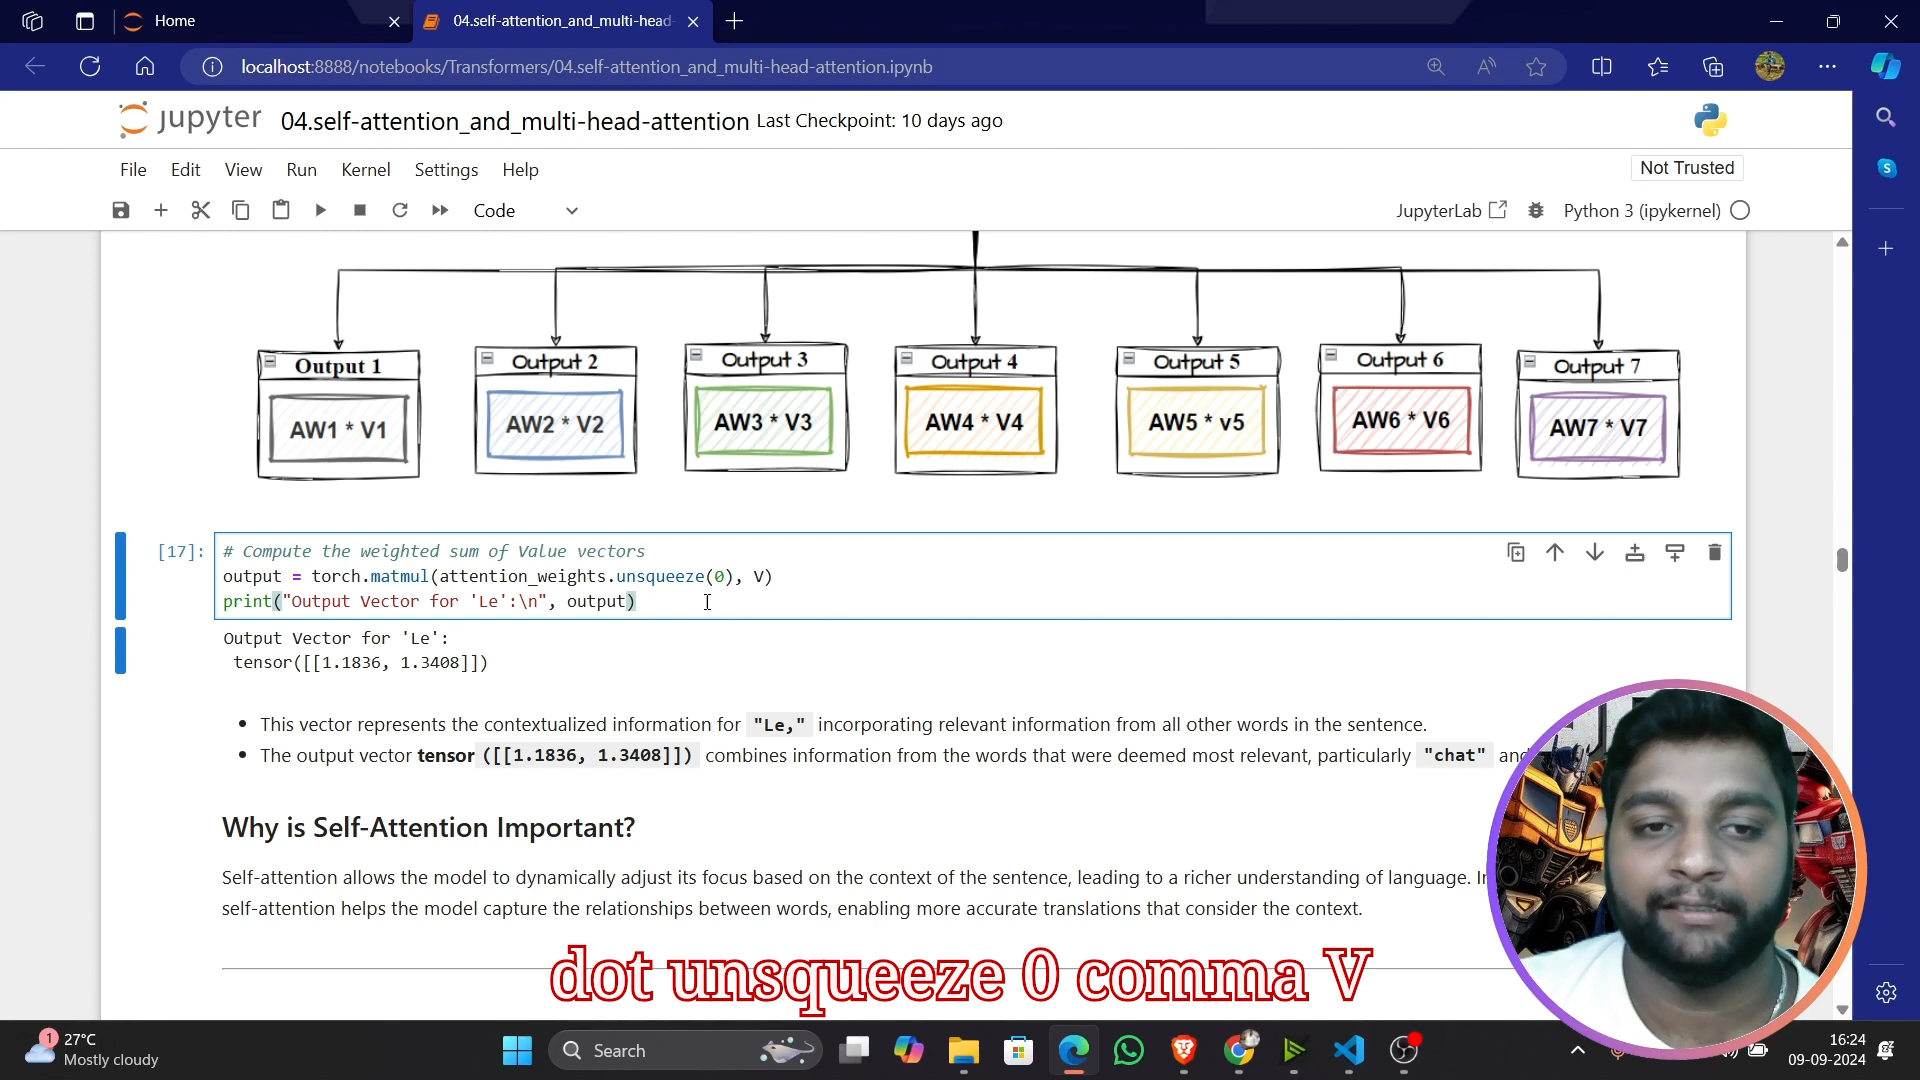 Home
04.self-attention_and_multi-head-
localhost:8888/notebooks/Transformers/04.self-attention_and_multi-head-attention.ipynb
jupyter 04.self-attention_and_multi-head-attention Last Checkpoint: 10 days ago
File Edit View Run Kernel Settings Help
Not Trusted
Code
JupyterLab
Python 3 (ipykernel)
Output 1 Output 2 Output 3 Output 4 Output 5 Output 6 Output 7
AW1 * V1 AW2 * V2 AW3 * V3 AW4 * V4 AW5 * v5 AW6 * V6 AW7 * V7
[17]: # Compute the weighted sum of Value vectors
output = torch.matmul(attention_weights.unsqueeze(0), V)
print("Output Vector for 'Le':\n", output)
Output Vector for 'Le':
tensor([[1.1836, 1.3408]])
This vector represents the contextualized information for "Le," incorporating relevant information from all other words in the sentence.
The output vector tensor ([[1.1836, 1.3408]]) combines information from the words that were deemed most relevant, particularly "chat" and
Why is Self-Attention Important?
Self-attention allows the model to dynamically adjust its focus based on the context of the sentence, leading to a richer understanding of language.
self-attention helps the model capture the relationships between words, enabling more accurate translations that consider the context.
dot unsqueeze 0 comma V
1
27°C
Mostly cloudy
Search
16:24
09-09-2024